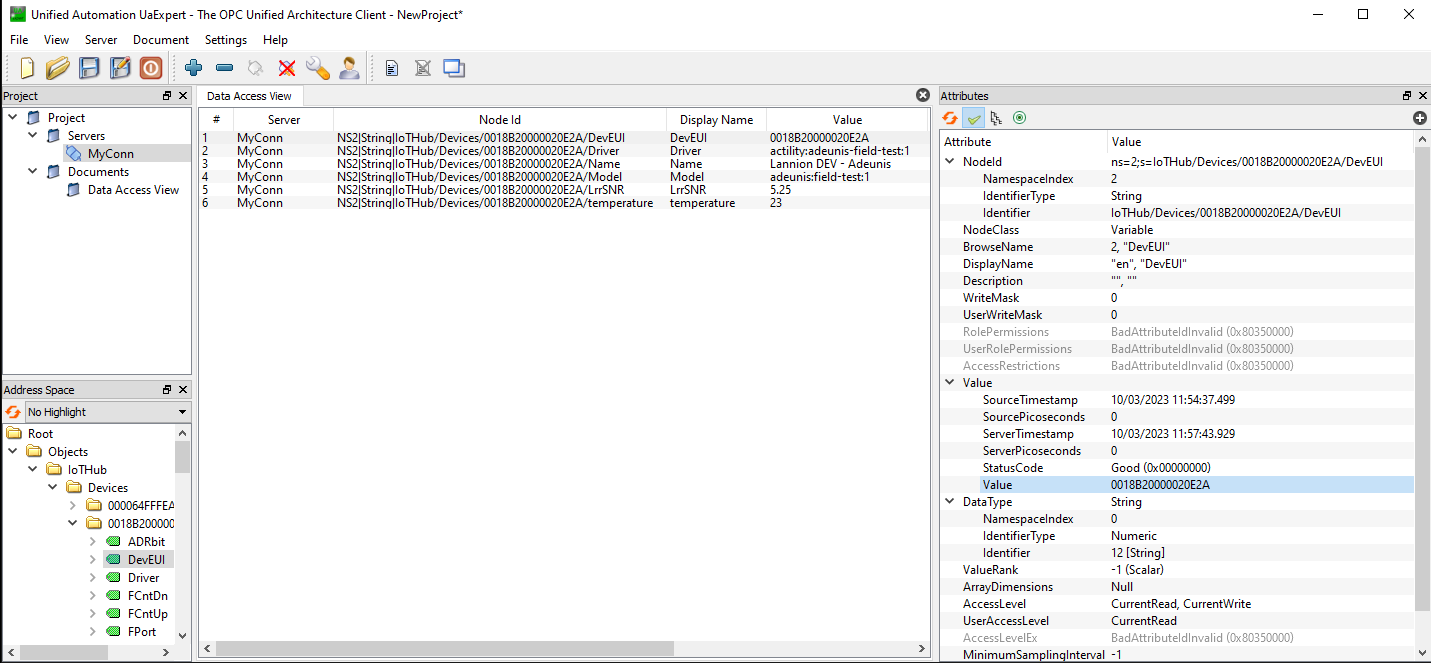 Unified Automation UaExpert - The OPC Unified Architecture Client - NewProject*
File View Server Document Settings Help
Project
Project
Servers
MyConn
Documents
Data Access View
Address Space
No Highlight
Root
Objects
IoTHub
Devices
000064FFFEA
0018B200000
ADRbit
DevEUI
Driver
FCntDn
FCntUp
FPort
Data Access View
# Server Node Id Display Name Value
1 MyConn NS2|String|IoTHub/Devices/0018B20000020E2A/DevEUI DevEUI 0018B20000020E2A
2 MyConn NS2|String|IoTHub/Devices/0018B20000020E2A/Driver Driver actility:adeunis-field-test:1
3 MyConn NS2|String|IoTHub/Devices/0018B20000020E2A/Name Name Lannion DEV - Adeunis
4 MyConn NS2|String|IoTHub/Devices/0018B20000020E2A/Model Model adeunis:field-test:1
5 MyConn NS2|String|IoTHub/Devices/0018B20000020E2A/LrrSNR LrrSNR 5.25
6 MyConn NS2|String|IoTHub/Devices/0018B20000020E2A/temperature temperature 23
Attributes
Attribute Value
NodeId ns=2;s=IoTHub/Devices/0018B20000020E2A/DevEUI
NamespaceIndex 2
IdentifierType String
Identifier IoTHub/Devices/0018B20000020E2A/DevEUI
NodeClass Variable
BrowseName 2, "DevEUI"
DisplayName "en", "DevEUI"
Description "", ""
WriteMask 0
UserWriteMask 0
RolePermissions BadAttributeIdInvalid (0x80350000)
UserRolePermissions BadAttributeIdInvalid (0x80350000)
AccessRestrictions BadAttributeIdInvalid (0x80350000)
Value
SourceTimestamp 10/03/2023 11:54:37.499
SourcePicoseconds 0
ServerTimestamp 10/03/2023 11:57:43.929
ServerPicoseconds 0
StatusCode Good (0x00000000)
Value 0018B20000020E2A
DataType String
NamespaceIndex 0
IdentifierType Numeric
Identifier 12 [String]
ValueRank -1 (Scalar)
ArrayDimensions Null
AccessLevel CurrentRead, CurrentWrite
UserAccessLevel CurrentRead
AccessLevelEx BadAttributeIdInvalid (0x80350000)
MinimumSamplingInterval -1